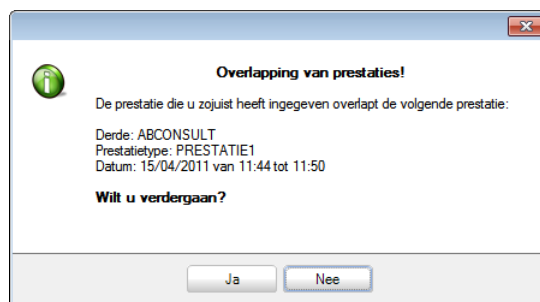 Overlapping van prestaties!
De prestatie die u zojuist heeft ingegeven overlapt de volgende prestatie:
Derde: ABCONSULT
Prestatietype: PRESTATIE1
Datum: 15/04/2011 van 11:44 tot 11:50
Wilt u verdergaan?
Ja
Nee